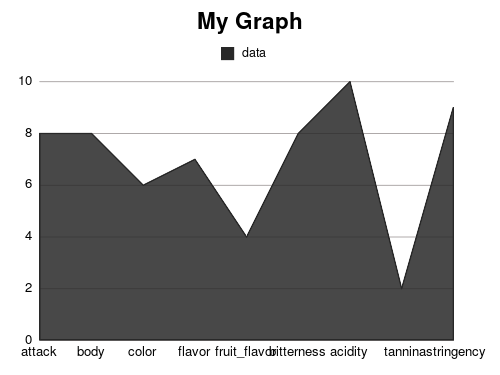 My Graph
data
10
8
6
4
2
0
attack body color flavor fruit_flavor bitterness acidity tannin astringency